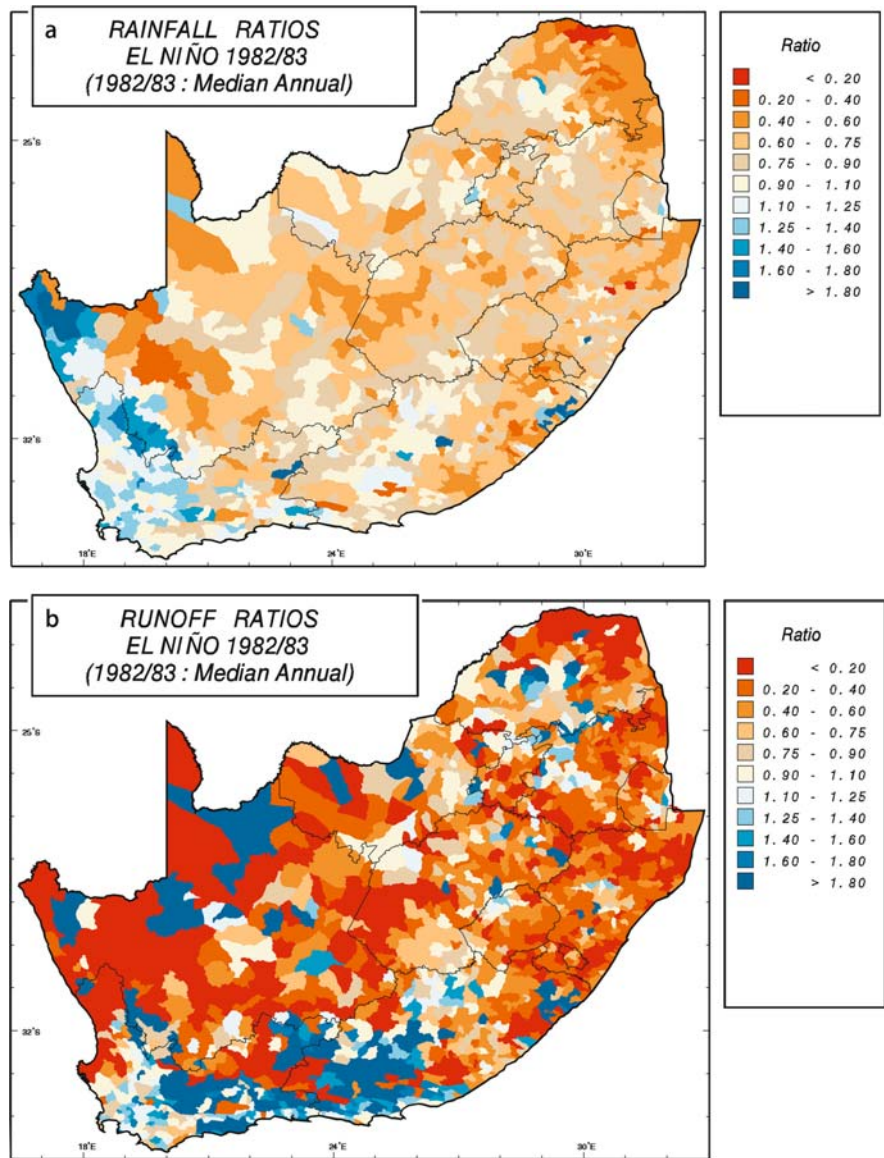 a
RAINFALL RATIOS
EL NIÑO 1982/83
(1982/83 : Median Annual)
Ratio
< 0.20
0.20 - 0.40
0.40 - 0.60
0.60 - 0.75
0.75 - 0.90
0.90 - 1.10
1.10 - 1.25
1.25 - 1.40
1.40 - 1.60
1.60 - 1.80
> 1.80
25°S
32°S
18°E
24°E
30°E
b
RUNOFF RATIOS
EL NIÑO 1982/83
(1982/83 : Median Annual)
Ratio
< 0.20
0.20 - 0.40
0.40 - 0.60
0.60 - 0.75
0.75 - 0.90
0.90 - 1.10
1.10 - 1.25
1.25 - 1.40
1.40 - 1.60
1.60 - 1.80
> 1.80
25°S
32°S
18°E
24°E
30°E